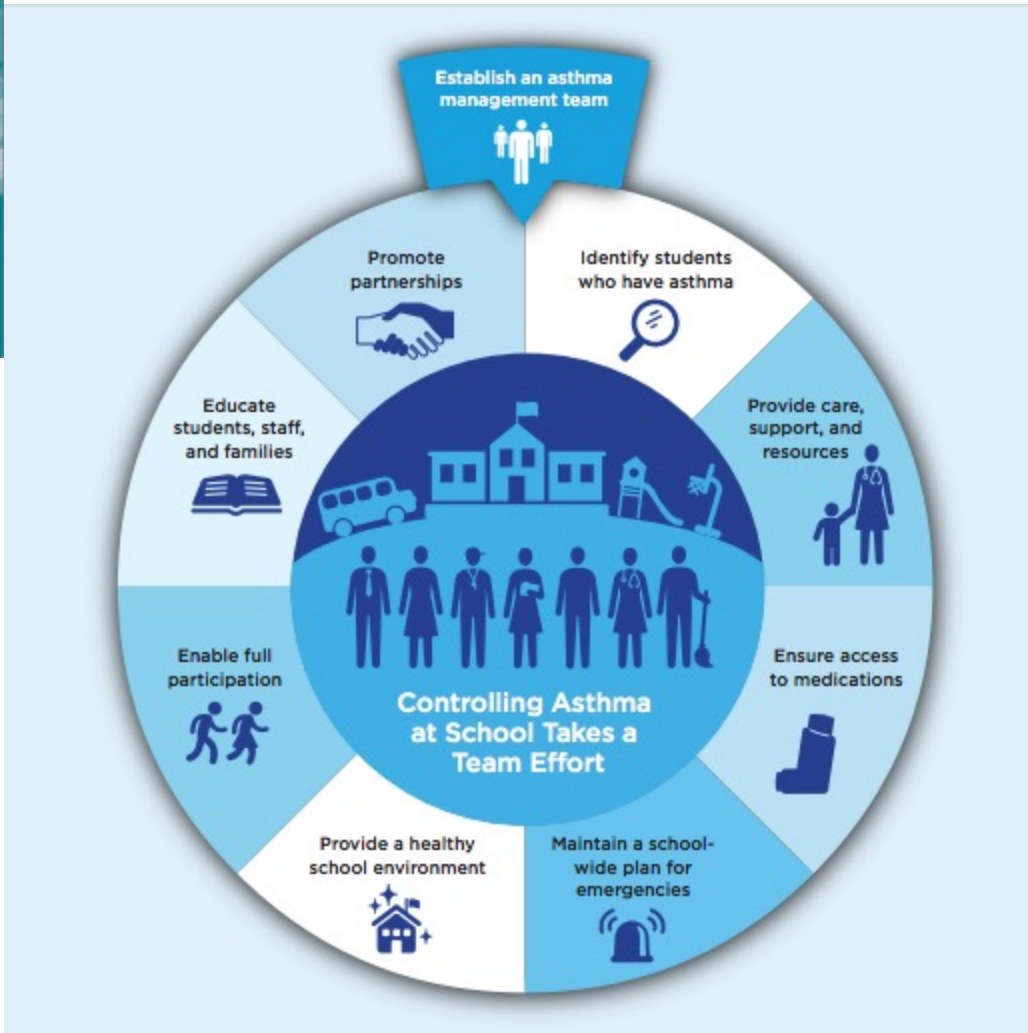 Establish an asthma
management team
Identify students
who have asthma
Provide care,
support, and
resources
Ensure access
to medications
Maintain a school-
wide plan for
emergencies
Provide a healthy
school environment
Enable full
participation
Educate
students, staff,
and families
Promote
partnerships
Controlling Asthma
at School Takes a
Team Effort